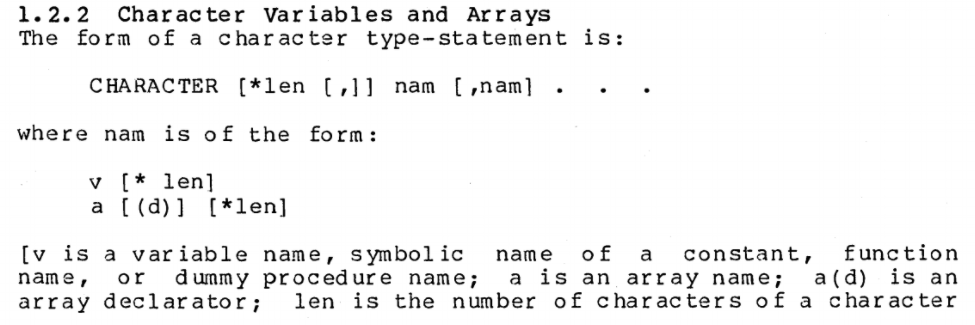 1.2.2 Character Variables and Arrays
The form of a character type-statement is:
CHARACTER [*len [,]] nam [,nam] . . .
where nam is of the form:
v [* len]
a [(d)] [*len]
[v is a variable name, symbolic name of a constant, function
name, or dummy procedure name; a is an array name; a(d) is an
array declarator; len is the number of characters of a character